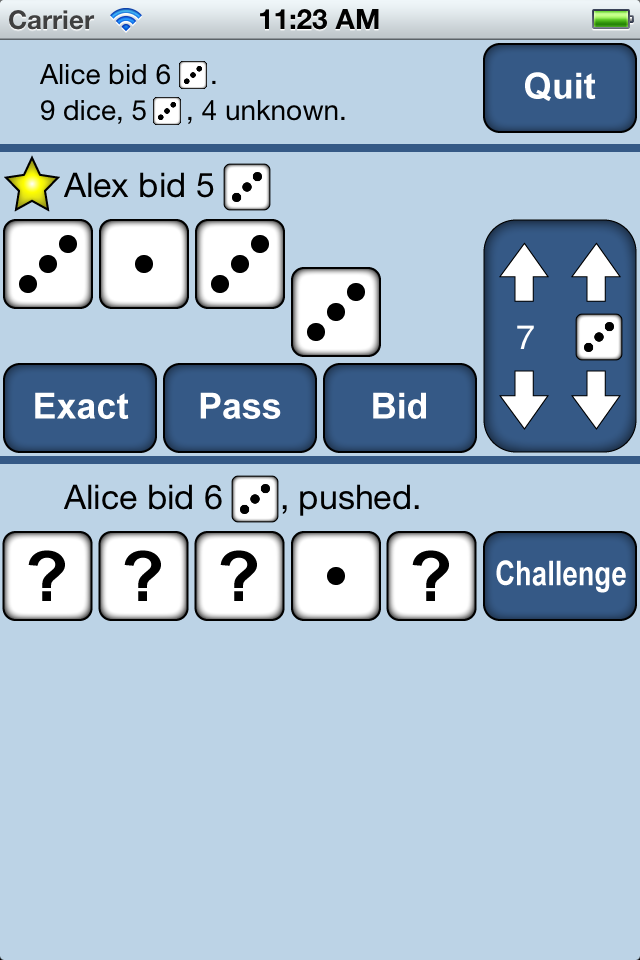 Carrier 11:23 AM
Alice bid 6 .
9 dice, 5 , 4 unknown.
Quit
Alex bid 5
7
Exact Pass Bid
Alice bid 6 , pushed.
? ? ? ?
Challenge